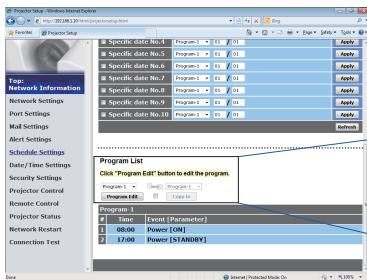 Projector Setup - Windows Internet Explorer
http://192.168.1.10/html/projectorsetup.html
Bing
Favorites Projector Setup
Page Safety Tools
Specific date No.4 Program-1 01 / 01 Apply
Specific date No.5 Program-1 01 / 01 Apply
Specific date No.6 Program-1 01 / 01 Apply
Specific date No.7 Program-1 01 / 01 Apply
Specific date No.8 Program-1 01 / 01 Apply
Specific date No.9 Program-1 01 / 01 Apply
Specific date No.10 Program-1 01 / 01 Apply
Refresh
Top:
Network Information
Network Settings
Port Settings
Mail Settings
Alert Settings
Schedule Settings
Date/Time Settings
Security Settings
Projector Control
Remote Control
Projector Status
Network Restart
Connection Test
Program List
Click "Program Edit" button to edit the program.
Program-1 Program-1
Program Edit Copy to
Program-1
# Time Event [Parameter]
1 08:00 Power [ON]
2 17:00 Power [STANDBY]
Done Internet | Protected Mode: On 100%